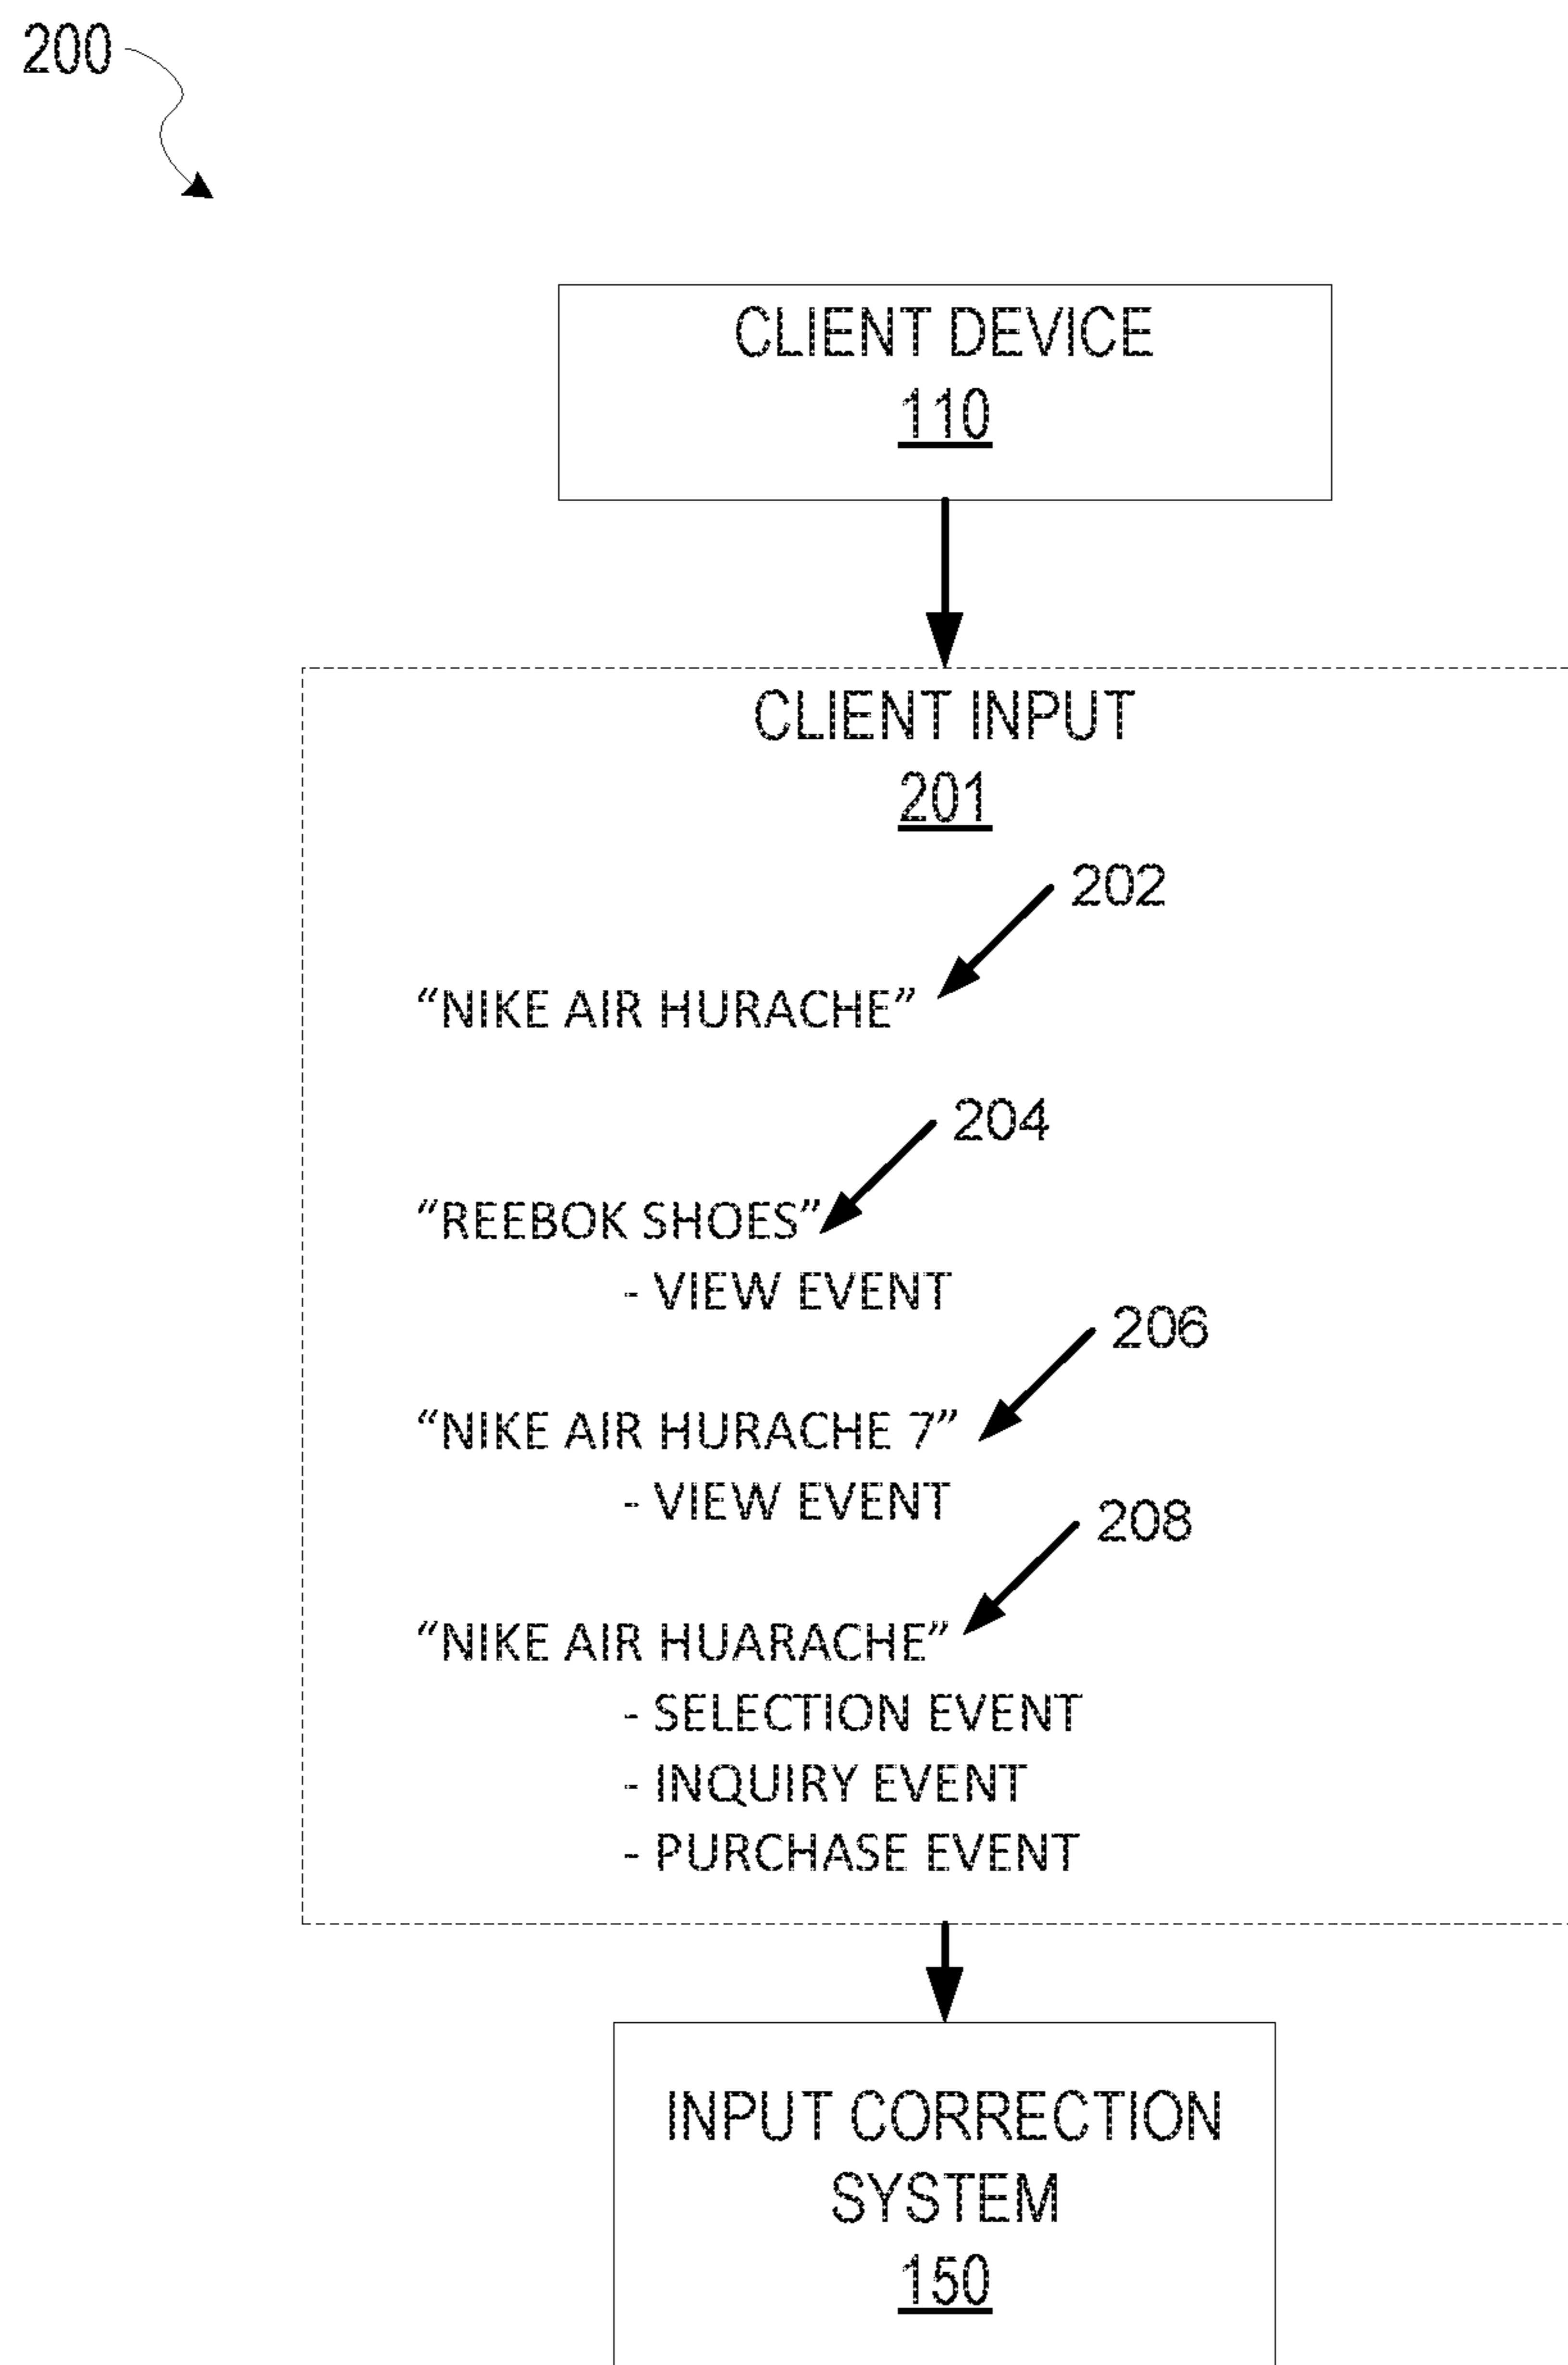 200
CLIENT DEVICE
110
CLIENT INPUT
201
202
“NIKE AIR HURACHE”
204
“REEBOK SHOES”
- VIEW EVENT
206
“NIKE AIR HURACHE 7”
- VIEW EVENT
208
“NIKE AIR HUARACHE”
- SELECTION EVENT
- INQUIRY EVENT
- PURCHASE EVENT
INPUT CORRECTION
SYSTEM
150